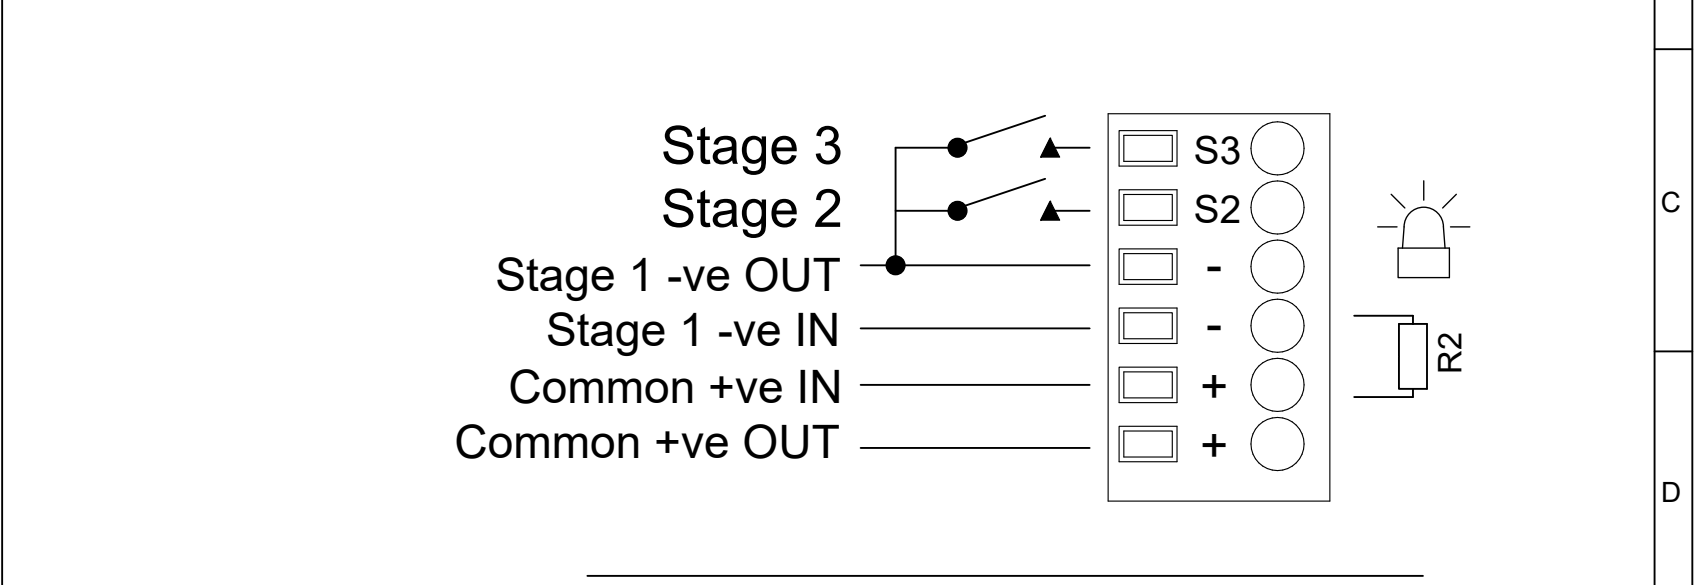 Stage 3 S3
Stage 2 S2 C
Stage 1 -ve OUT -
Stage 1 -ve IN -
R2
Common +ve IN +
Common +ve OUT +
D